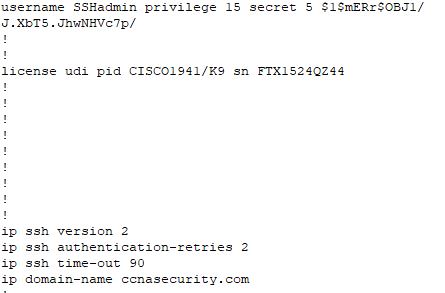 username SSHadmin privilege 15 secret 5 $1$mERr$OBJ1/
J.XbT5.JhwNHVc7p/
!
!
license udi pid CISCO1941/K9 sn FTX1524QZ44
!
!
!
!
!
!
!
!
!
ip ssh version 2
ip ssh authentication-retries 2
ip ssh time-out 90
ip domain-name ccnasecurity.com
!